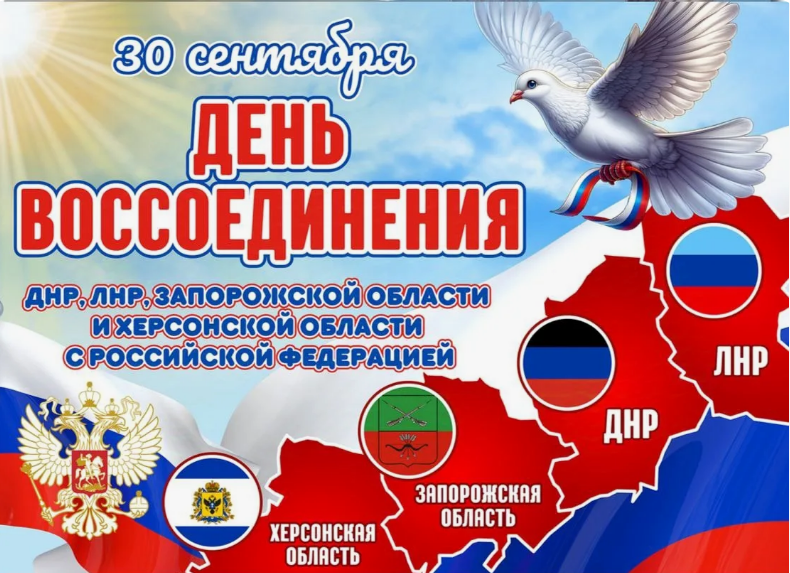 30 сентября
ДЕНЬ
ВОССОЕДИНЕНИЯ
ДНР, ЛНР, ЗАПОРОЖСКОЙ ОБЛАСТИ
И ХЕРСОНСКОЙ ОБЛАСТИ
С РОССИЙСКОЙ ФЕДЕРАЦИЕЙ
ЛНР
ДНР
ЗАПОРОЖСКАЯ
ОБЛАСТЬ
ХЕРСОНСКАЯ
ОБЛАСТЬ